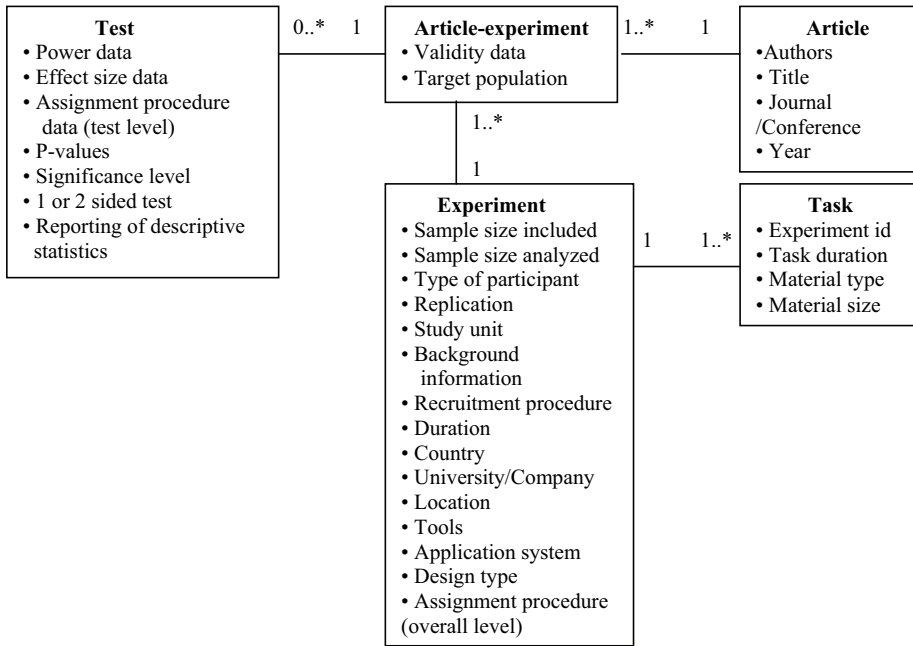 Test
• Power data
• Effect size data
• Assignment procedure
data (test level)
• P-values
• Significance level
• 1 or 2 sided test
• Reporting of descriptive
statistics
0..* 1
Article-experiment
• Validity data
• Target population
1..* 1
Article
•Authors
• Title
• Journal
/Conference
• Year
1..*
1
Experiment
• Sample size included
• Sample size analyzed
• Type of participant
• Replication
• Study unit
• Background
information
• Recruitment procedure
• Duration
• Country
• University/Company
• Location
• Tools
• Application system
• Design type
• Assignment procedure
(overall level)
1 1..*
Task
• Experiment id
• Task duration
• Material type
• Material size